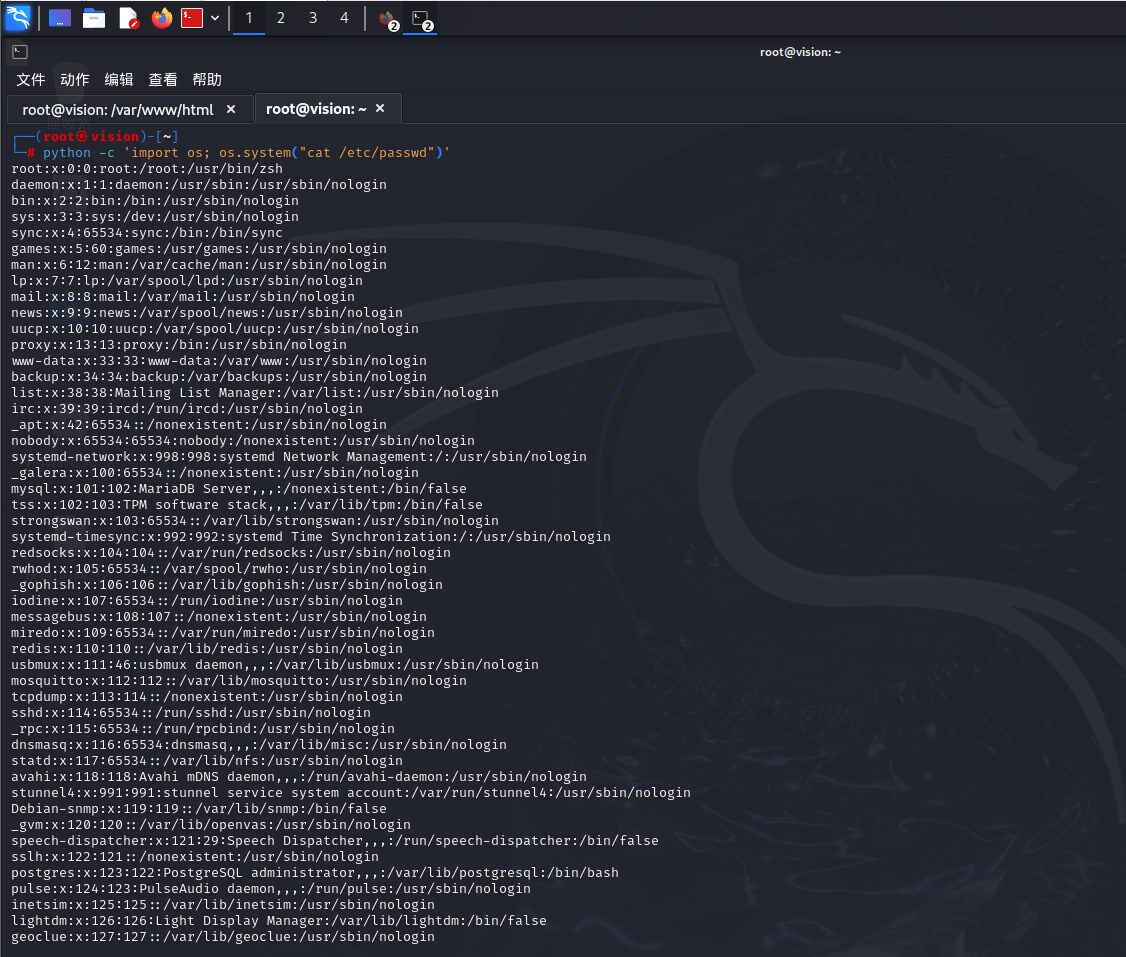 1 2 3 4 2 2
root@vision: ~
文件 动作 编辑 查看 帮助
root@vision: /var/www/html × root@vision: ~ ×
┌──(root㉿vision)-[~]
└─# python -c 'import os; os.system("cat /etc/passwd")'
root:x:0:0:root:/root:/usr/bin/zsh
daemon:x:1:1:daemon:/usr/sbin:/usr/sbin/nologin
bin:x:2:2:bin:/bin:/usr/sbin/nologin
sys:x:3:3:sys:/dev:/usr/sbin/nologin
sync:x:4:65534:sync:/bin:/bin/sync
games:x:5:60:games:/usr/games:/usr/sbin/nologin
man:x:6:12:man:/var/cache/man:/usr/sbin/nologin
lp:x:7:7:lp:/var/spool/lpd:/usr/sbin/nologin
mail:x:8:8:mail:/var/mail:/usr/sbin/nologin
news:x:9:9:news:/var/spool/news:/usr/sbin/nologin
uucp:x:10:10:uucp:/var/spool/uucp:/usr/sbin/nologin
proxy:x:13:13:proxy:/bin:/usr/sbin/nologin
www-data:x:33:33:www-data:/var/www:/usr/sbin/nologin
backup:x:34:34:backup:/var/backups:/usr/sbin/nologin
list:x:38:38:Mailing List Manager:/var/list:/usr/sbin/nologin
irc:x:39:39:ircd:/run/ircd:/usr/sbin/nologin
_apt:x:42:65534::/nonexistent:/usr/sbin/nologin
nobody:x:65534:65534:nobody:/nonexistent:/usr/sbin/nologin
systemd-network:x:998:998:systemd Network Management:/:/usr/sbin/nologin
_galera:x:100:65534::/nonexistent:/usr/sbin/nologin
mysql:x:101:102:MariaDB Server,,,:/nonexistent:/bin/false
tss:x:102:103:TPM software stack,,,:/var/lib/tpm:/bin/false
strongswan:x:103:65534::/var/lib/strongswan:/usr/sbin/nologin
systemd-timesync:x:992:992:systemd Time Synchronization:/:/usr/sbin/nologin
redsocks:x:104:104::/var/run/redsocks:/usr/sbin/nologin
rwhod:x:105:65534::/var/spool/rwho:/usr/sbin/nologin
_gophish:x:106:106::/var/lib/gophish:/usr/sbin/nologin
iodine:x:107:65534::/run/iodine:/usr/sbin/nologin
messagebus:x:108:107::/nonexistent:/usr/sbin/nologin
miredo:x:109:65534::/var/run/miredo:/usr/sbin/nologin
redis:x:110:110::/var/lib/redis:/usr/sbin/nologin
usbmux:x:111:46:usbmux daemon,,,:/var/lib/usbmux:/usr/sbin/nologin
mosquitto:x:112:112::/var/lib/mosquitto:/usr/sbin/nologin
tcpdump:x:113:114::/nonexistent:/usr/sbin/nologin
sshd:x:114:65534::/run/sshd:/usr/sbin/nologin
_rpc:x:115:65534::/run/rpcbind:/usr/sbin/nologin
dnsmasq:x:116:65534:dnsmasq,,,:/var/lib/misc:/usr/sbin/nologin
statd:x:117:65534::/var/lib/nfs:/usr/sbin/nologin
avahi:x:118:118:Avahi mDNS daemon,,,:/run/avahi-daemon:/usr/sbin/nologin
stunnel4:x:991:991:stunnel service system account:/var/run/stunnel4:/usr/sbin/nologin
Debian-snmp:x:119:119::/var/lib/snmp:/bin/false
_gvm:x:120:120::/var/lib/openvas:/usr/sbin/nologin
speech-dispatcher:x:121:29:Speech Dispatcher,,,:/run/speech-dispatcher:/bin/false
sslh:x:122:121::/nonexistent:/usr/sbin/nologin
postgres:x:123:122:PostgreSQL administrator,,,:/var/lib/postgresql:/bin/bash
pulse:x:124:123:PulseAudio daemon,,,:/run/pulse:/usr/sbin/nologin
inetsim:x:125:125::/var/lib/inetsim:/usr/sbin/nologin
lightdm:x:126:126:Light Display Manager:/var/lib/lightdm:/bin/false
geoclue:x:127:127::/var/lib/geoclue:/usr/sbin/nologin